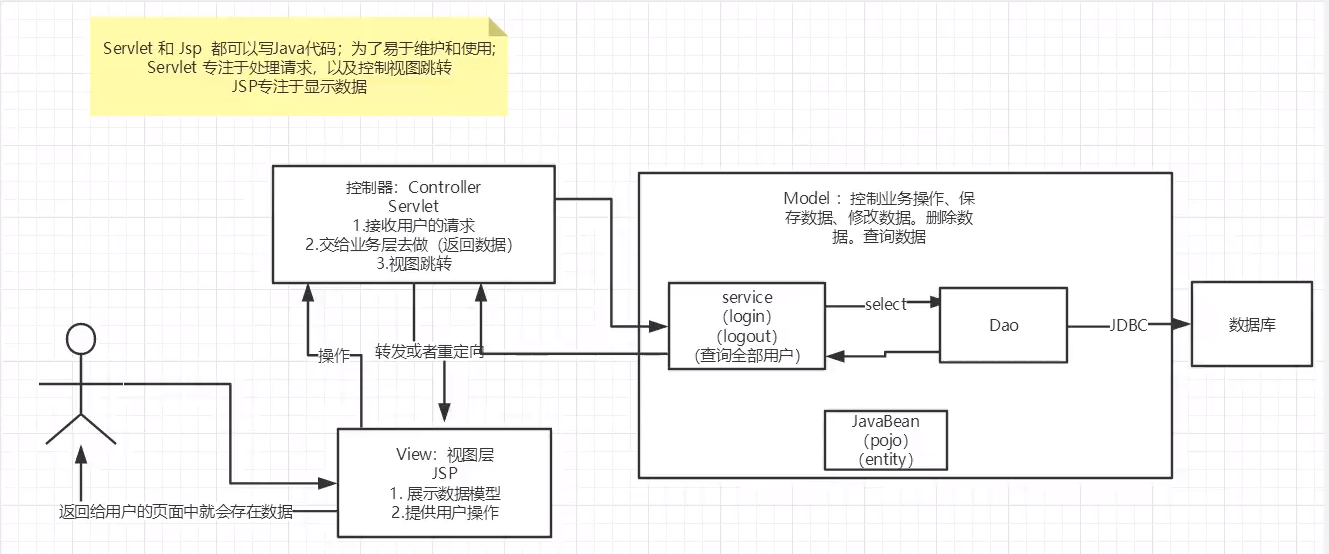 Servlet 和 Jsp 都可以写Java代码；为了易于维护和使用;
Servlet 专注于处理请求，以及控制视图跳转
JSP专注于显示数据
控制器：Controller
Servlet
1.接收用户的请求
2.交给业务层去做（返回数据）
3.视图跳转
Model ：控制业务操作、保
存数据、修改数据。删除数
据。查询数据
service
（login）
（logout）
（查询全部用户）
select
Dao
JDBC
数据库
操作
转发或者重定向
JavaBean
（pojo）
（entity）
View：视图层
JSP
1. 展示数据模型
2.提供用户操作
返回给用户的页面中就会存在数据